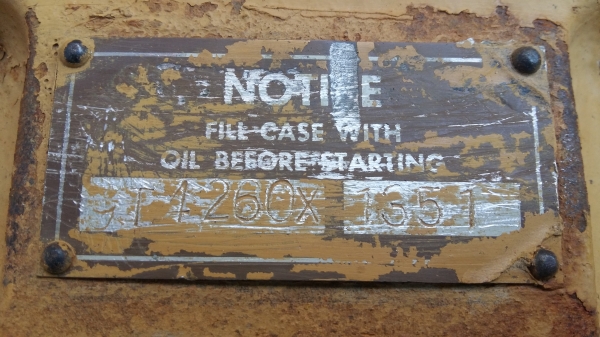 NOTICE
FILL CASE WITH
OIL BEFORE STARTING
1260X 1351